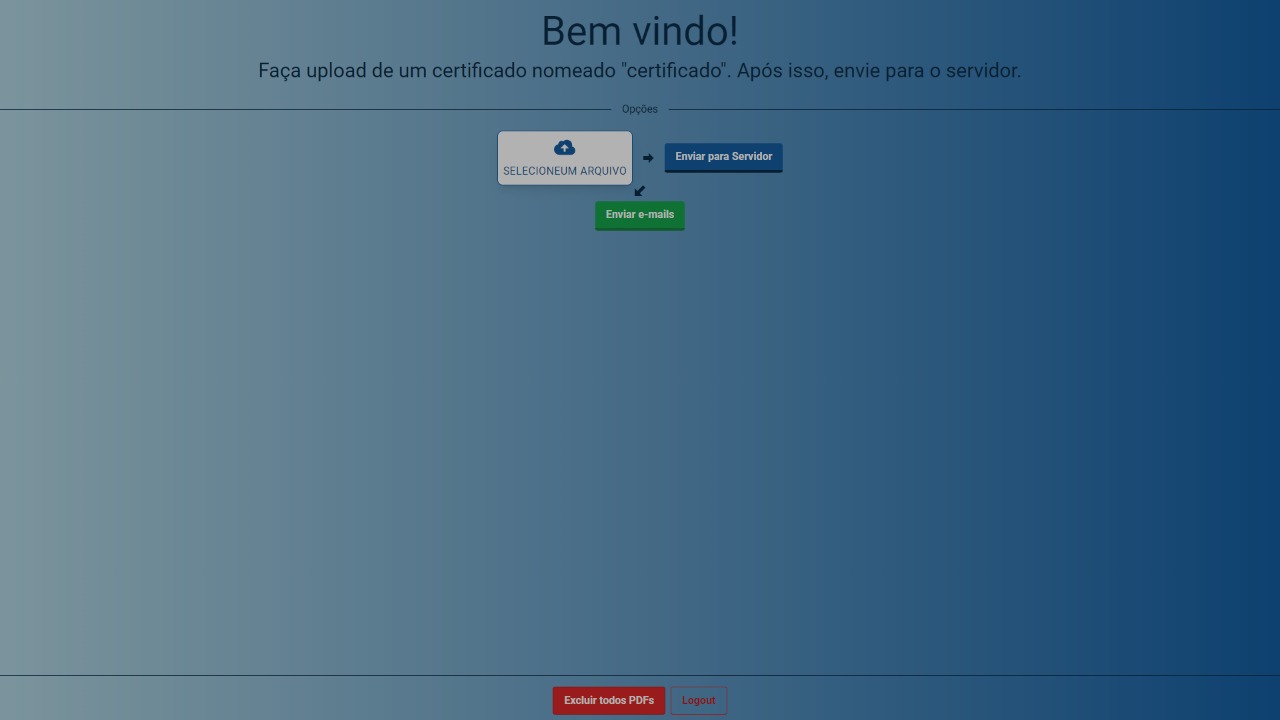 Bem vindo!
Faça upload de um certificado nomeado "certificado". Após isso, envie para o servidor.
Opções
SELECIONEUM ARQUIVO
Enviar para Servidor
Enviar e-mails
Excluir todos PDFs
Logout